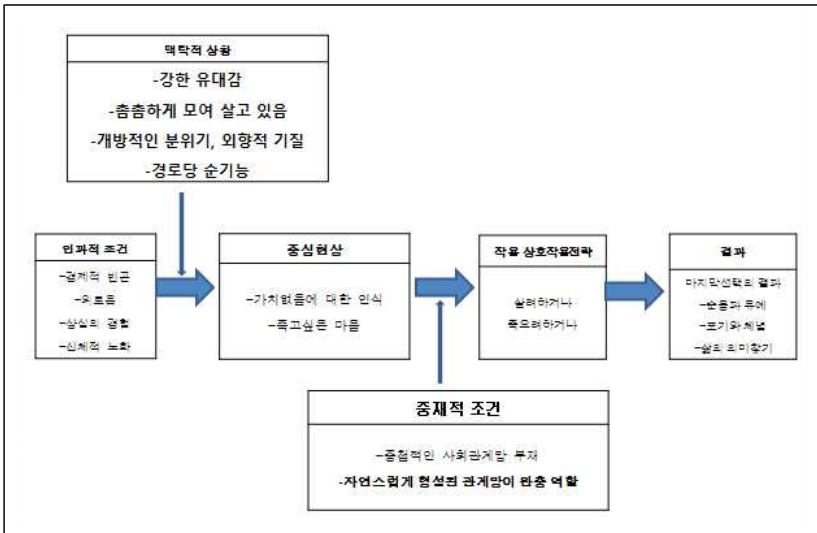 맥락적 상황
-강한 유대감
-촘촘하게 모여 살고 있음
-개방적인 분위기, 외향적 기질
-경로당 순기능
인과적 조건
-경제적 빈곤
-외로움
-상실의 경험
-신체적 노화
중심현상
-가치없음에 대한 인식
-죽고싶은 마음
작용 상호작용전략
살려하거나
죽으려하거나
결과
마지막선택의 결과
-순응과 유예
-포기와 체념
-삶의 의미찾기
중재적 조건
-중첩적인 사회관계망 부재
-자연스럽게 형성된 관계망이 완충 역할